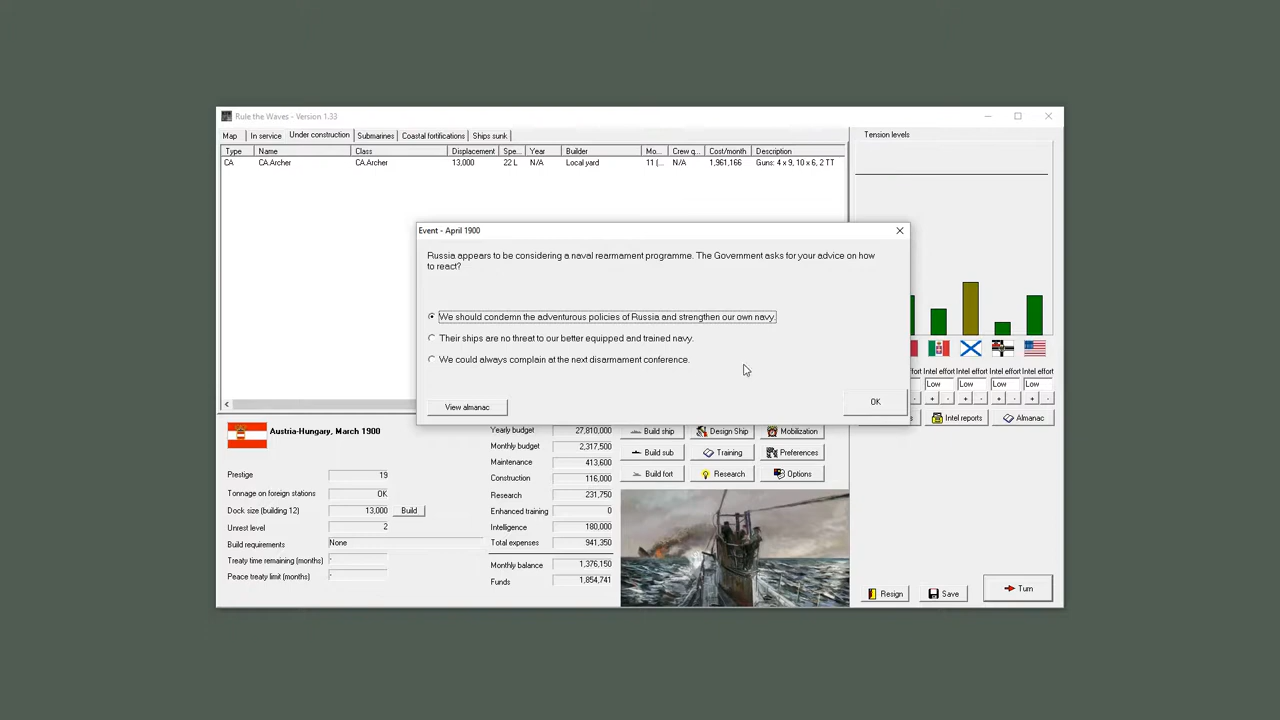 Rule the Waves - Version 1.33
Map In service Under construction Submarines Coastal fortifications Ships sunk
Tension levels
Type Name Class Displacement Spe... Year Builder Mo... Crew q... Cost/month Description
CA CA.Archer CA.Archer 13,000 22 L N/A Local yard 11 (... N/A 1,961,166 Guns: 4 x 9, 10 x 6, 2 TT
Event - April 1900
Russia appears to be considering a naval rearmament programme. The Government asks for your advice on how
to react?
We should condemn the adventurous policies of Russia and strengthen our own navy.
Their ships are no threat to our better equipped and trained navy.
We could always complain at the next disarmament conference.
View almanac
OK
Intel effort Intel effort Intel effort Intel effort
Low Low Low Low
+ - + - + - + -
Intel reports Almanac
Austria-Hungary, March 1900
Prestige 19
Tonnage on foreign stations OK
Dock size (building 12) 13,000 Build
Unrest level 2
Build requirements None
Treaty time remaining (months) -
Peace treaty limit (months) -
Yearly budget 27,810,000
Monthly budget 2,317,500
Maintenance 413,600
Construction 116,000
Research 231,750
Enhanced training 0
Intelligence 180,000
Total expenses 941,350
Monthly balance 1,376,150
Funds 1,854,741
Build ship Design Ship Mobilization
Build sub Training Preferences
Build fort Research Options
Resign Save Turn